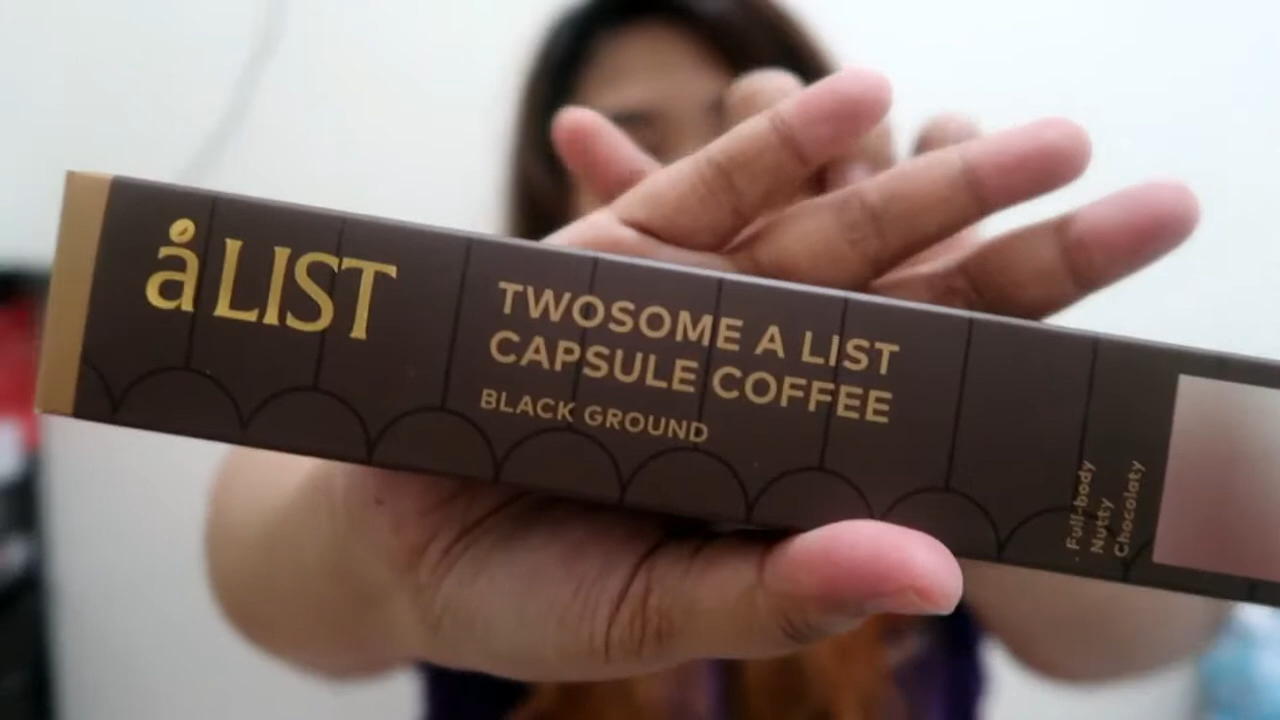 åLIST
TWOSOME A LIST
CAPSULE COFFEE
BLACK GROUND
Full-body
Nutty
Chocolaty